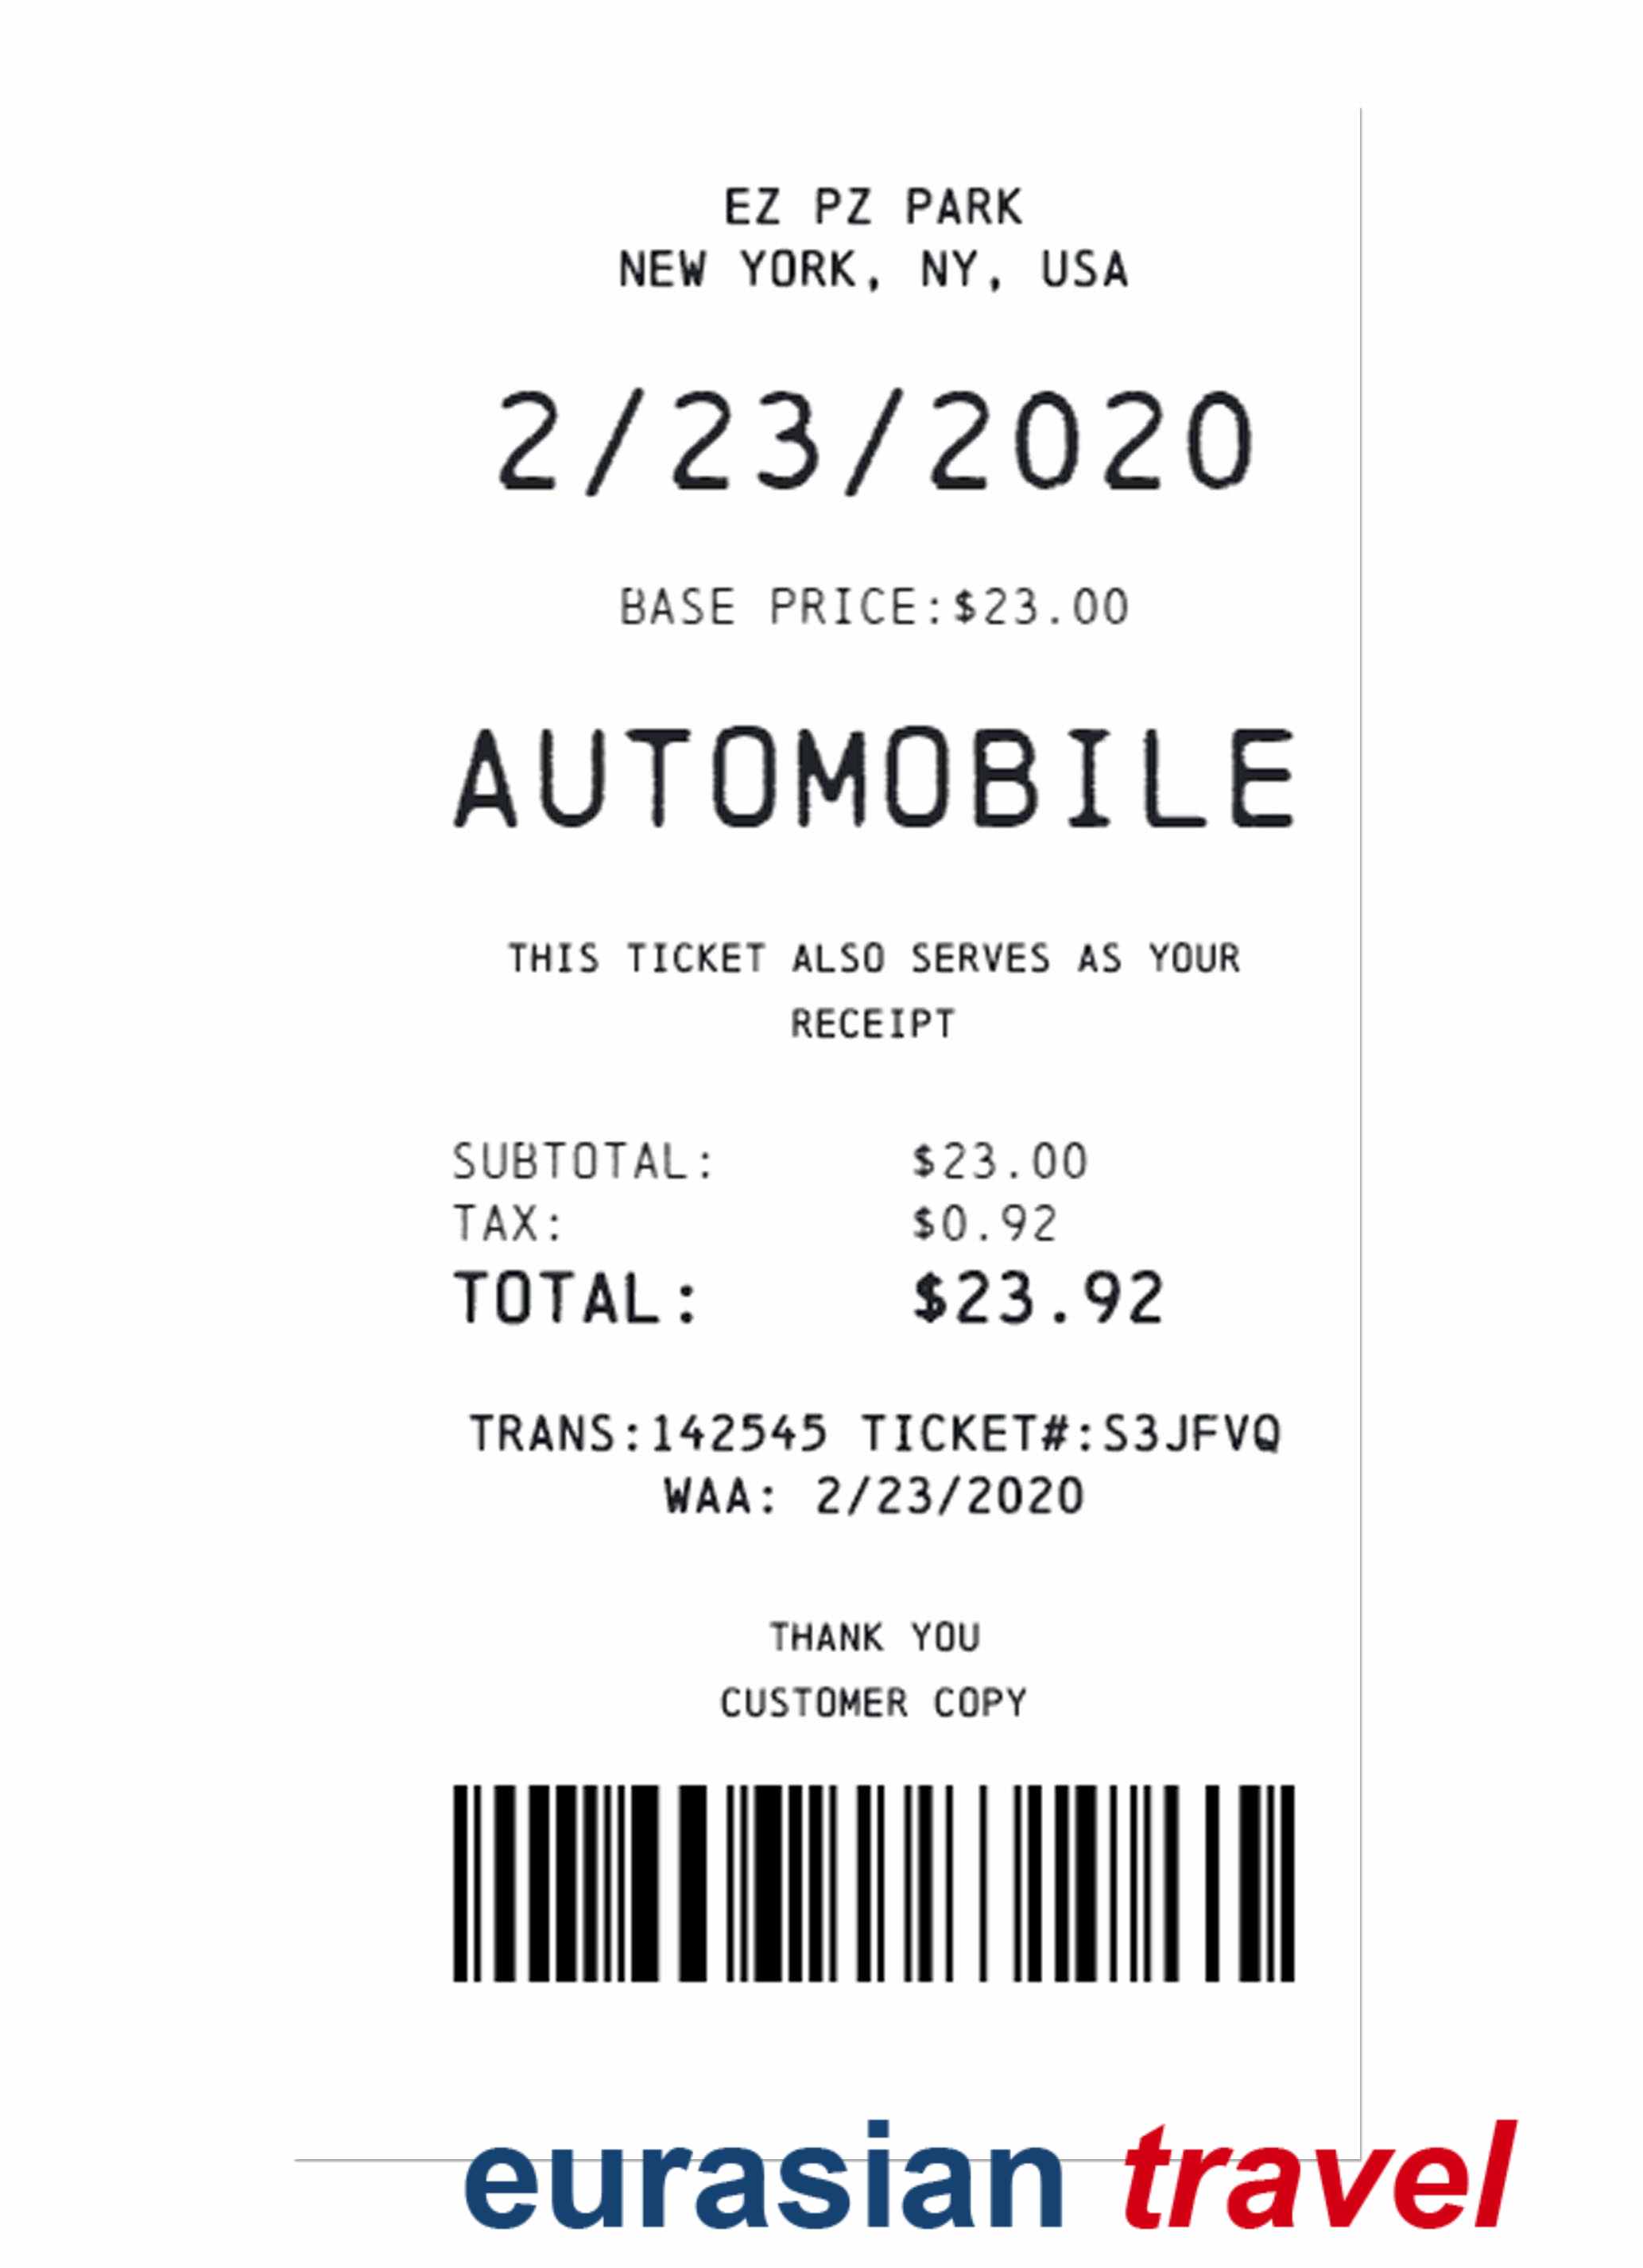 EZ PZ PARK
NEW YORK, NY, USA
2/23/2020
BASE PRICE:$23.00
AUTOMOBILE
THIS TICKET ALSO SERVES AS YOUR
RECEIPT
SUBTOTAL: $23.00
TAX: $0.92
TOTAL: $23.92
TRANS:142545 TICKET#:S3JFVQ
WAA: 2/23/2020
THANK YOU
CUSTOMER COPY
eurasian travel